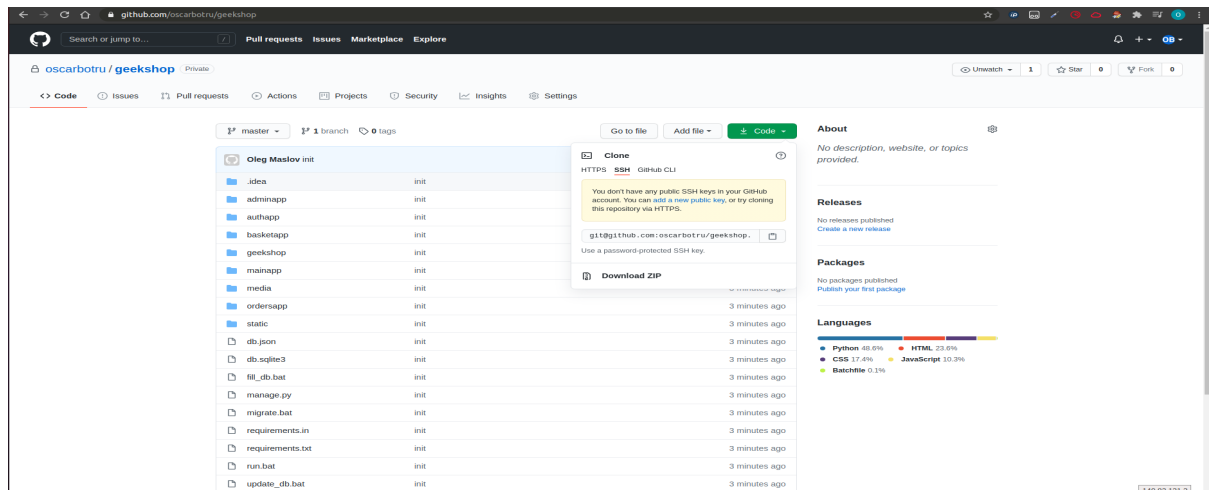 github.com/oscarbotru/geekshop
Search or jump to... / Pull requests Issues Marketplace Explore
OB
oscarbotru / geekshop Private
Unwatch 1 Star 0 Fork 0
<> Code Issues Pull requests Actions Projects Security Insights Settings
master 1 branch 0 tags Go to file Add file Code
Oleg Maslov init
.idea init
adminapp init
authapp init
basketapp init
geekshop init
mainapp init
media init
ordersapp init 3 minutes ago
static init 3 minutes ago
db.json init 3 minutes ago
db.sqlite3 init 3 minutes ago
fill_db.bat init 3 minutes ago
manage.py init 3 minutes ago
migrate.bat init 3 minutes ago
requirements.in init 3 minutes ago
requirements.txt init 3 minutes ago
run.bat init 3 minutes ago
update_db.bat init 3 minutes ago
Clone
HTTPS SSH GitHub CLI
You don't have any public SSH keys in your GitHub
account. You can add a new public key, or try cloning
this repository via HTTPS.
git@github.com:oscarbotru/geekshop.
Use a password-protected SSH key.
Download ZIP
About
No description, website, or topics
provided.
Releases
No releases published
Create a new release
Packages
No packages published
Publish your first package
Languages
Python 48.6% HTML 23.6%
CSS 17.4% JavaScript 10.3%
Batchfile 0.1%